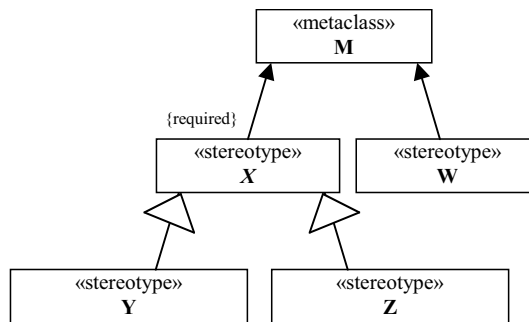 «metaclass»
M
{required}
«stereotype»
X
«stereotype»
W
«stereotype»
Y
«stereotype»
Z